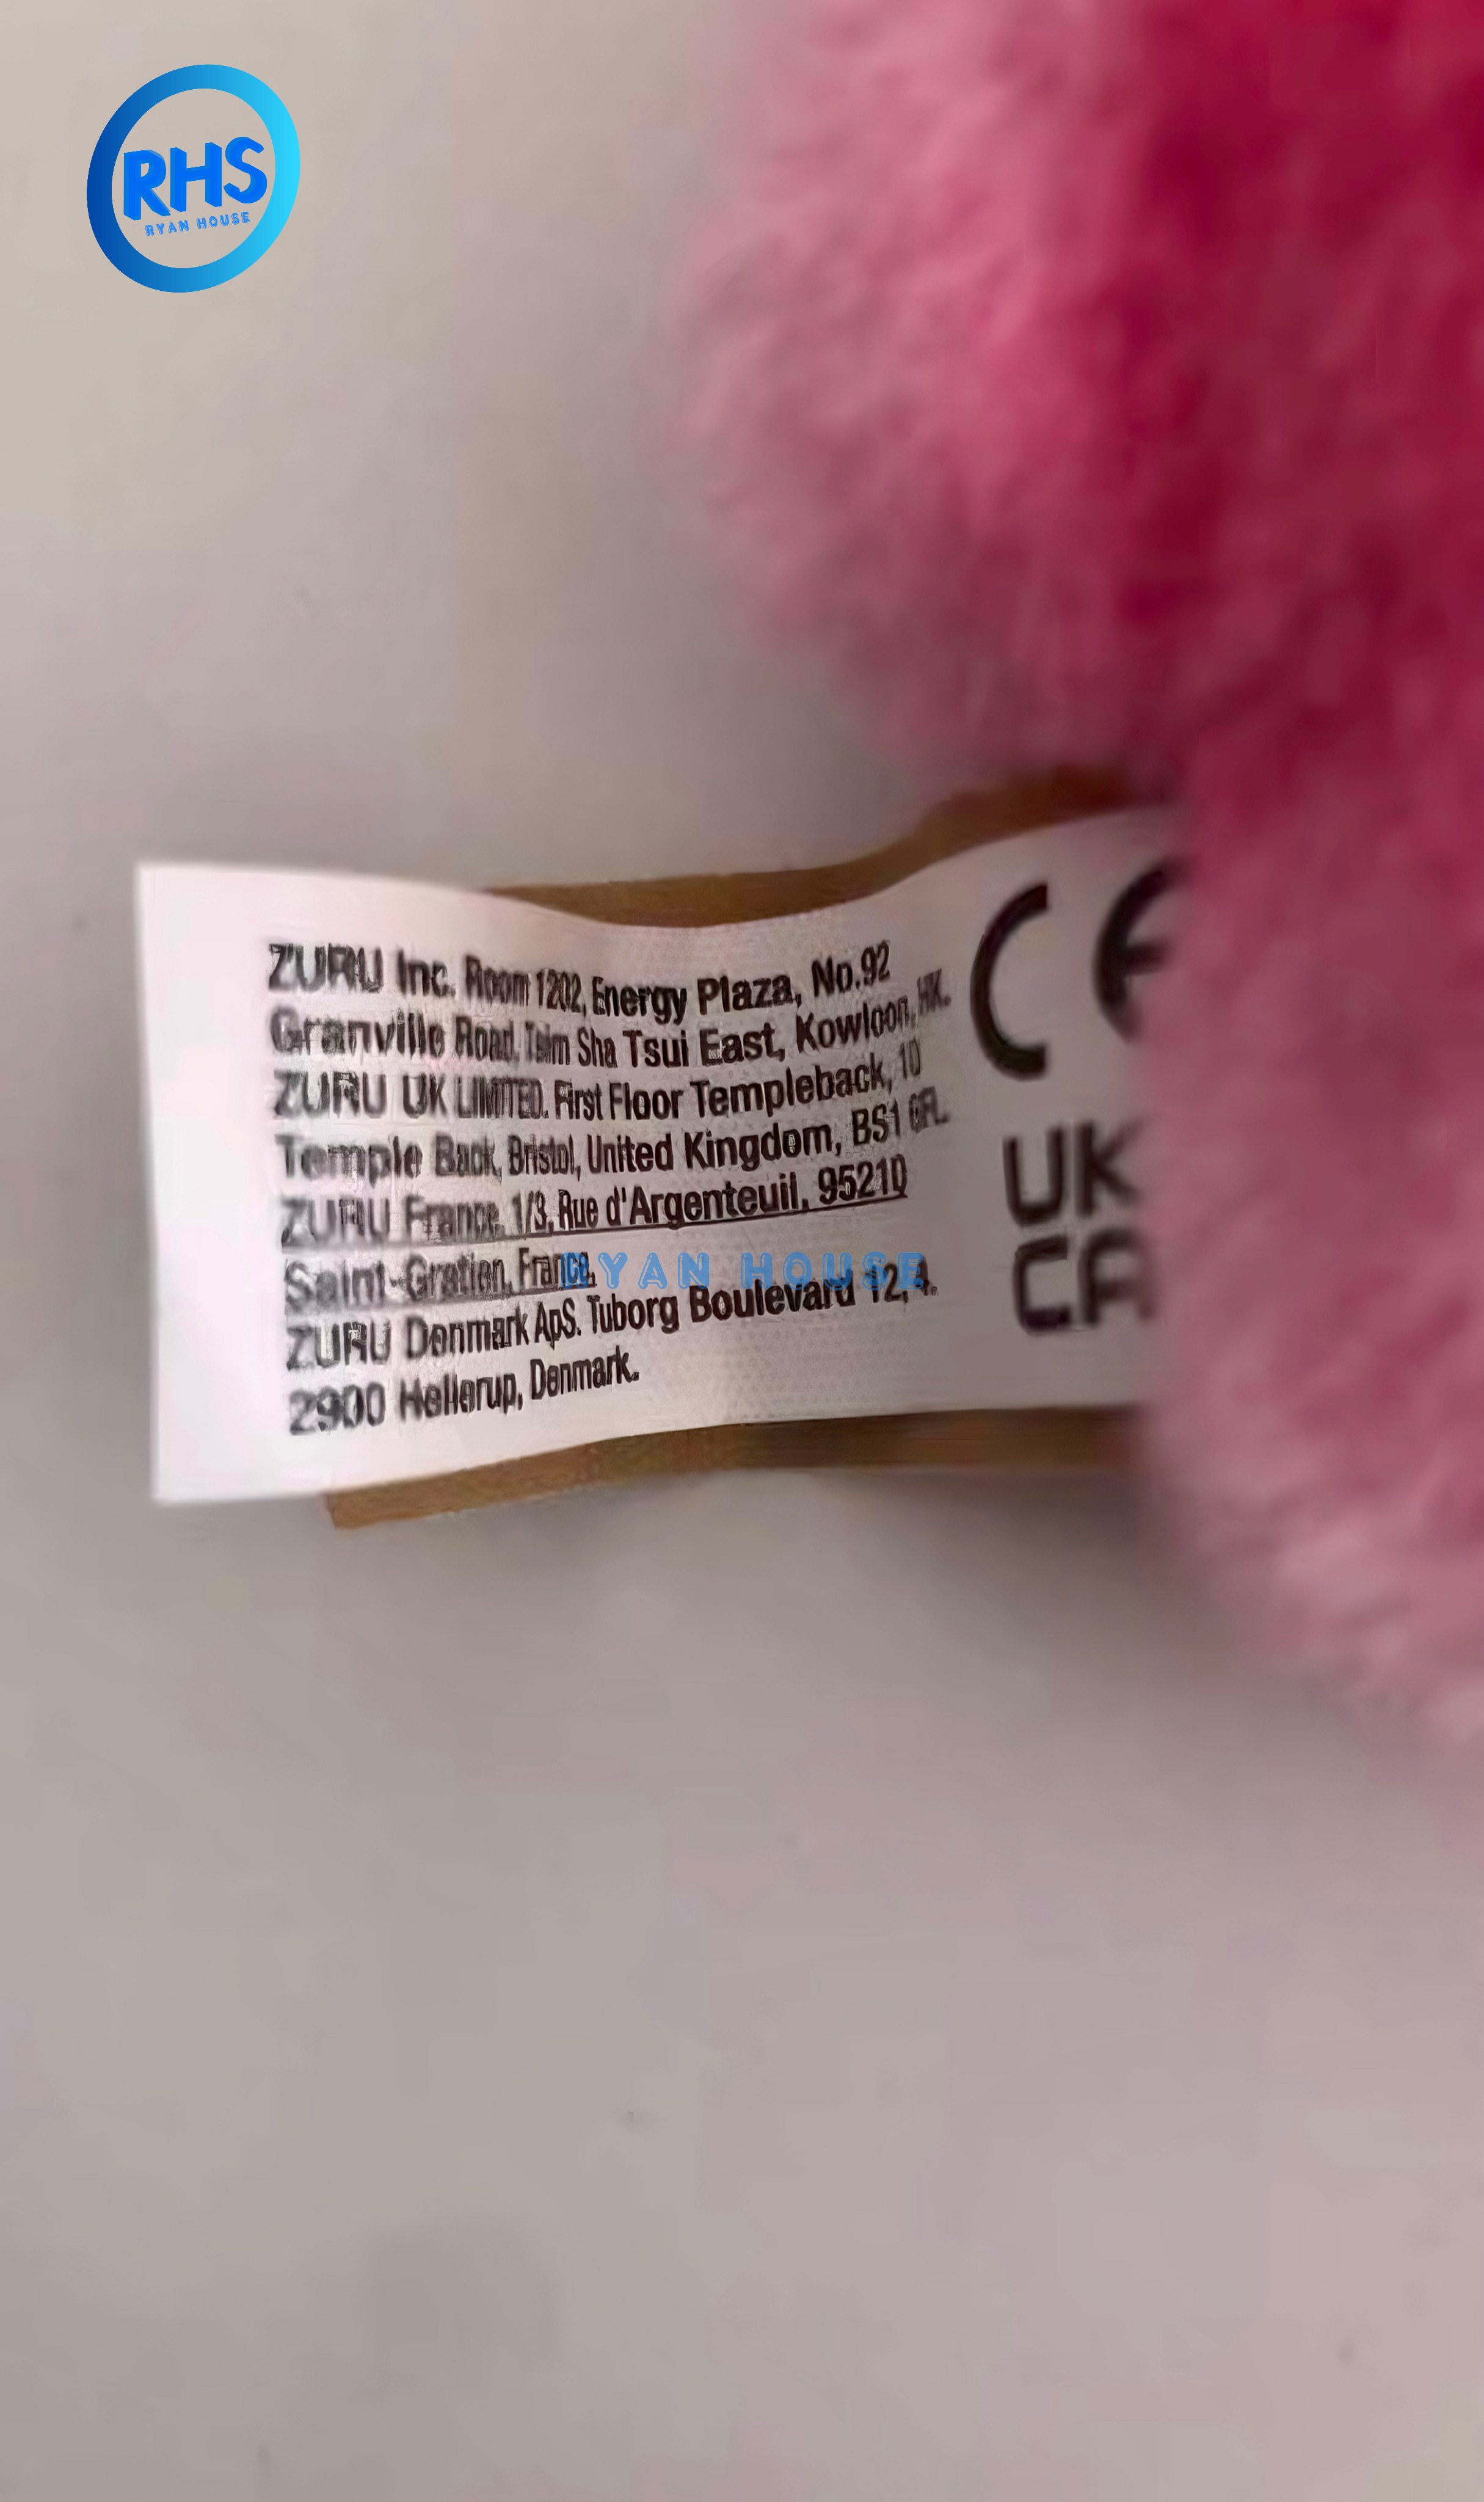 RHS
RYAN HOUSE
ZURU Inc. Room 1202, Energy Plaza, No.92
Granville Road, Tsim Sha Tsui East, Kowloon, HK.
ZURU UK LIMITED. First Floor Templeback, 10
Temple Back, Bristol, United Kingdom, BS1 6FL.
ZURU France. 1/3, Rue d'Argenteuil, 95210
Saint-Gratien, France.
RYAN HOUSE
ZURU Denmark ApS. Tuborg Boulevard 12, 4.
2900 Hellerup, Denmark.
CE
UK
CA